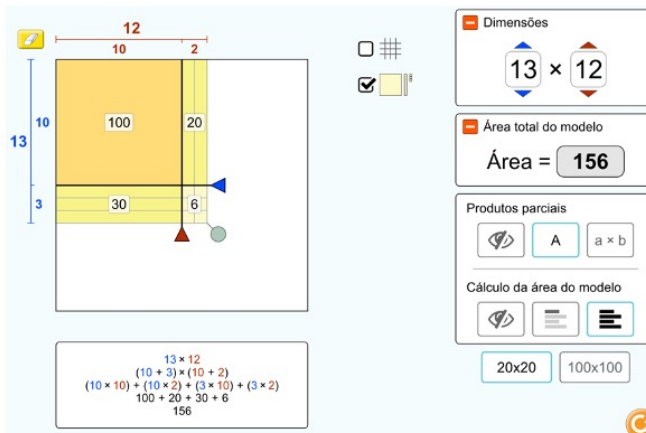 12
10 2
13
10
3
100
20
30
6
13 × 12
(10 + 3) × (10 + 2)
(10 × 10) + (10 × 2) + (3 × 10) + (3 × 2)
100 + 20 + 30 + 6
156
Dimensões
13 × 12
Área total do modelo
Área = 156
Produtos parciais
A
a × b
Cálculo da área do modelo
20x20
100x100